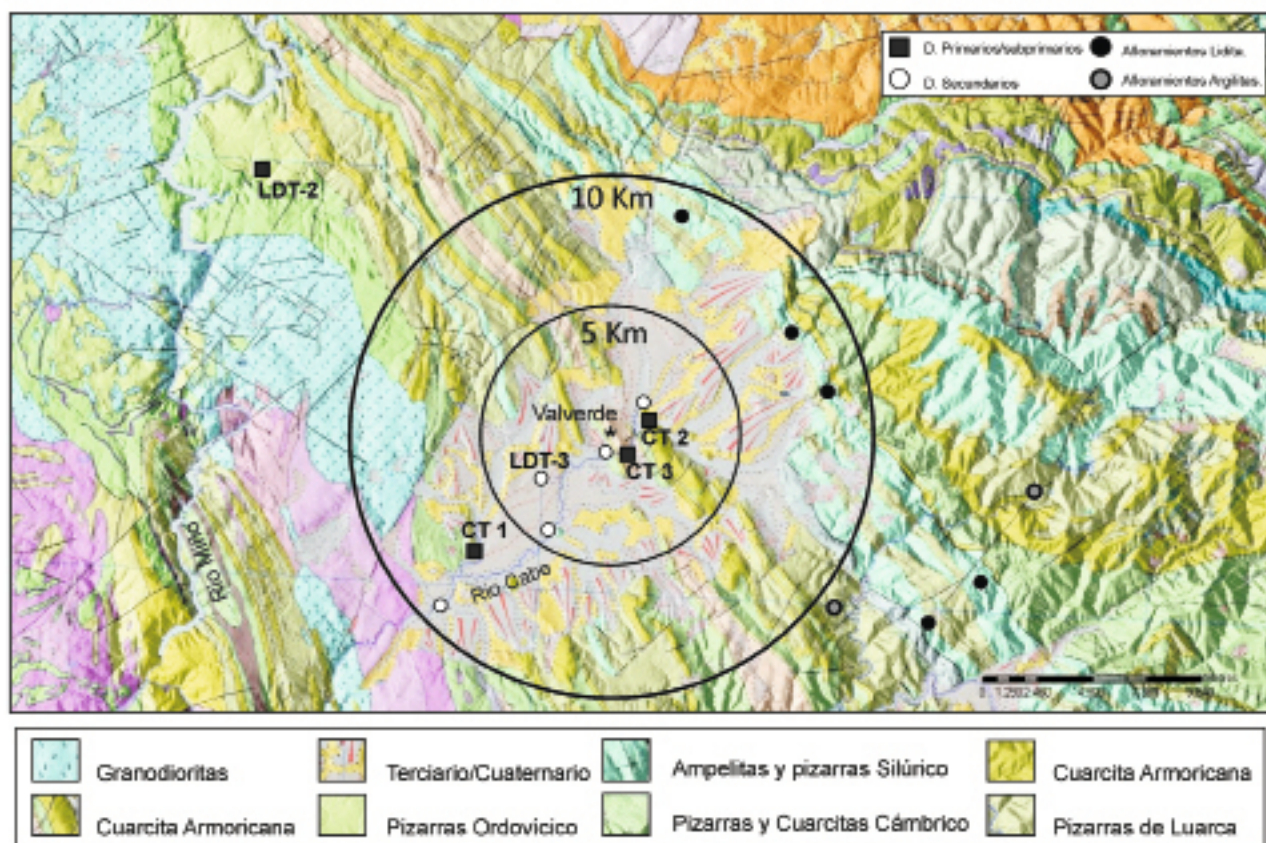 D. Primarios/subprimarios
Afloramientos Lidita.
D. Secundarios
Afloramientos Argilitas.
LDT-2
10 Km
5 Km
Valverde
CT 2
LDT-3
CT 3
CT 1
Río Cabe
Río Miño
Granodioritas
Terciario/Cuaternario
Ampelitas y pizarras Silúrico
Cuarcita Armoricana
Cuarcita Armoricana
Pizarras Ordovícico
Pizarras y Cuarcitas Cámbrico
Pizarras de Luarca